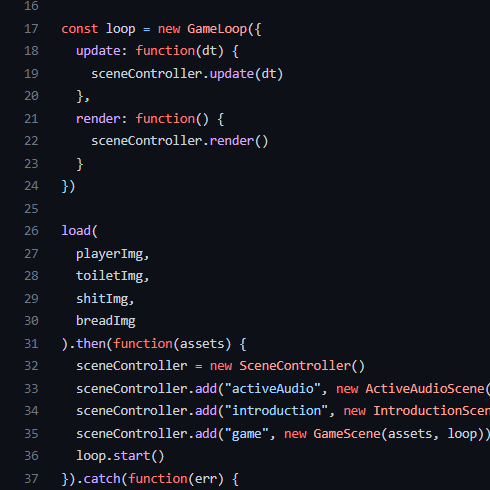 16
17 const loop = new GameLoop({
18   update: function(dt) {
19     sceneController.update(dt)
20   },
21   render: function() {
22     sceneController.render()
23   }
24 })
25
26 load(
27   playerImg,
28   toiletImg,
29   shitImg,
30   breadImg
31 ).then(function(assets) {
32   sceneController = new SceneController()
33   sceneController.add("activeAudio", new ActiveAudioScene(
34   sceneController.add("introduction", new IntroductionScen
35   sceneController.add("game", new GameScene(assets, loop))
36   loop.start()
37 }).catch(function(err) {